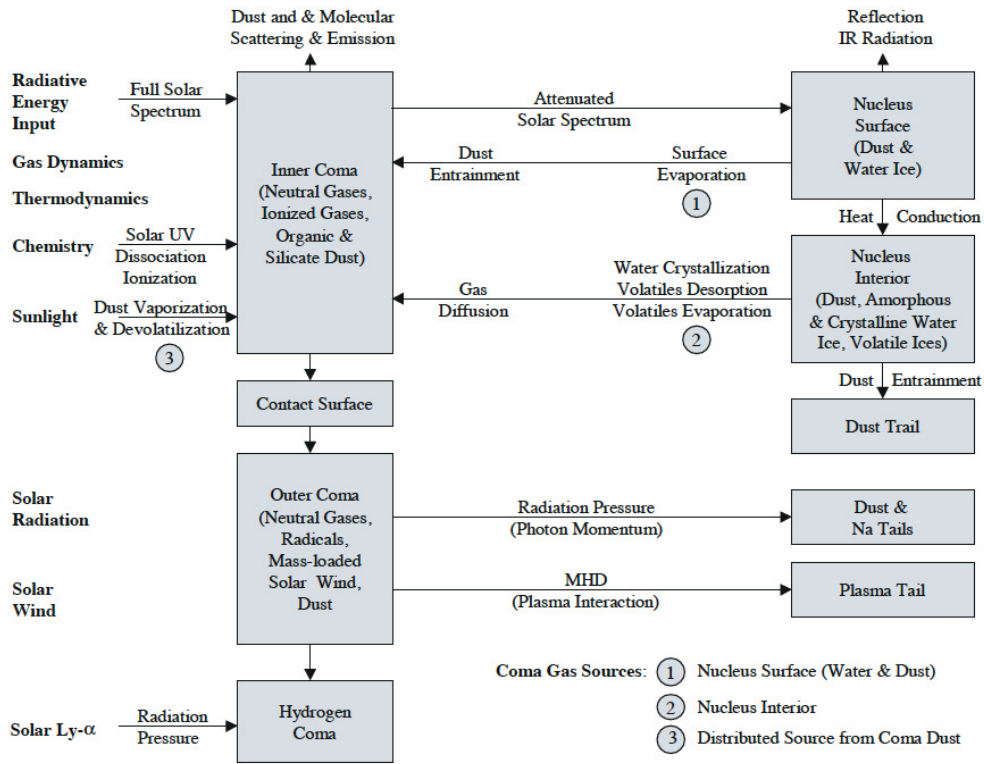 Dust and & Molecular
Scattering & Emission
Reflection
IR Radiation
Radiative
Energy
Input
Full Solar
Spectrum
Attenuated
Solar Spectrum
Nucleus
Surface
(Dust &
Water Ice)
Gas Dynamics
Thermodynamics
Dust
Entrainment
Surface
Evaporation
1
Inner Coma
(Neutral Gases,
Ionized Gases,
Organic &
Silicate Dust)
Heat
Conduction
Chemistry
Solar UV
Dissociation
Ionization
Gas
Diffusion
Water Crystallization
Volatiles Desorption
Volatiles Evaporation
2
Nucleus
Interior
(Dust, Amorphous
& Crystalline Water
Ice, Volatile Ices)
Sunlight
Dust Vaporization
& Devolatilization
3
Dust
Entrainment
Contact Surface
Dust Trail
Solar
Radiation
Outer Coma
(Neutral Gases,
Radicals,
Mass-loaded
Solar Wind,
Dust
Radiation Pressure
(Photon Momentum)
Dust &
Na Tails
Solar
Wind
MHD
(Plasma Interaction)
Plasma Tail
Coma Gas Sources:
1 Nucleus Surface (Water & Dust)
2 Nucleus Interior
3 Distributed Source from Coma Dust
Solar Ly-α
Radiation
Pressure
Hydrogen
Coma